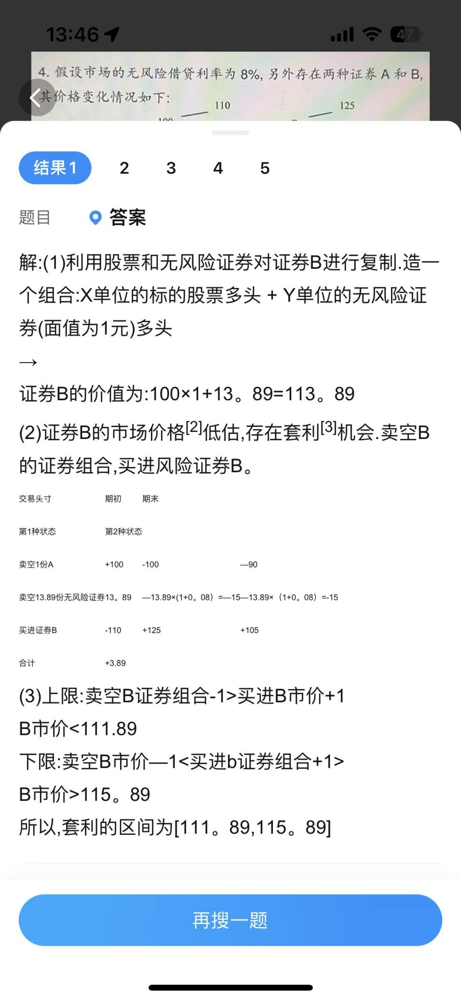 13:46
47
4. 假设市场的无风险借贷利率为 8%, 另外存在两种证券 A 和 B,
其价格变化情况如下:
110
125
结果1
2
3
4
5
题目
答案
解:(1)利用股票和无风险证券对证券B进行复制.造一
个组合:X单位的标的股票多头 + Y单位的无风险证
券(面值为1元)多头
→
证券B的价值为:100×1+13。89=113。89
(2)证券B的市场价格[2]低估,存在套利[3]机会.卖空B
的证券组合,买进风险证券B。
交易头寸 期初 期末
第1种状态 第2种状态
卖空1份A +100 -100 —90
卖空13.89份无风险证券13。89 —13.89×(1+0。08）=—15—13.89×（1+0。08）=-15
买进证券B -110 +125 +105
合计 +3.89
(3)上限:卖空B证券组合-1>买进B市价+1
B市价<111.89
下限:卖空B市价—1<买进b证券组合+1>
B市价>115。89
所以,套利的区间为[111。89,115。89]
再搜一题